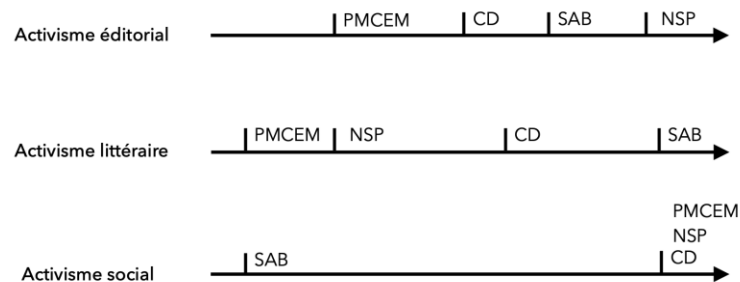 Activisme éditorial PMCEM CD SAB NSP
Activisme littéraire PMCEM NSP CD SAB
PMCEM
NSP
Activisme social SAB CD